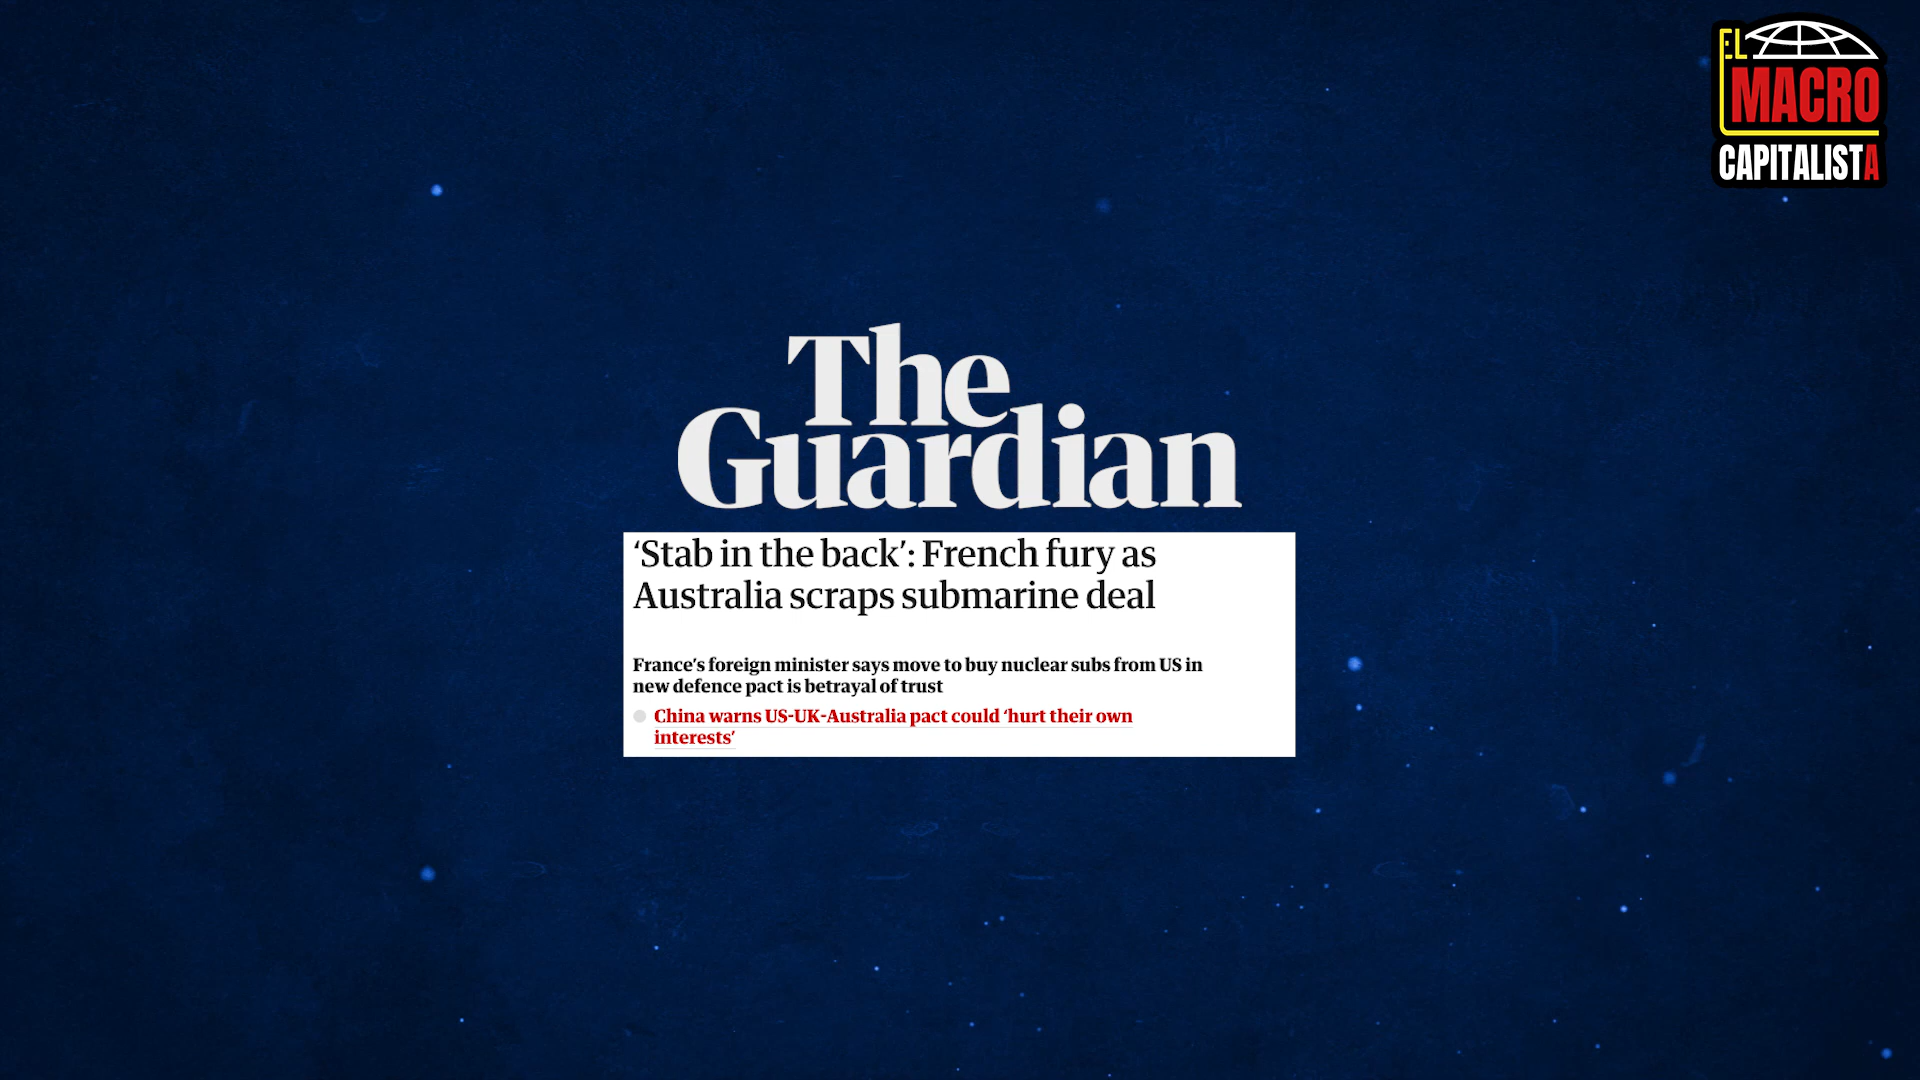 EL
MACRO
CAPITALISTA
The
Guardian
‘Stab in the back’: French fury as
Australia scraps submarine deal
France’s foreign minister says move to buy nuclear subs from US in
new defence pact is betrayal of trust
China warns US-UK-Australia pact could ‘hurt their own
interests’